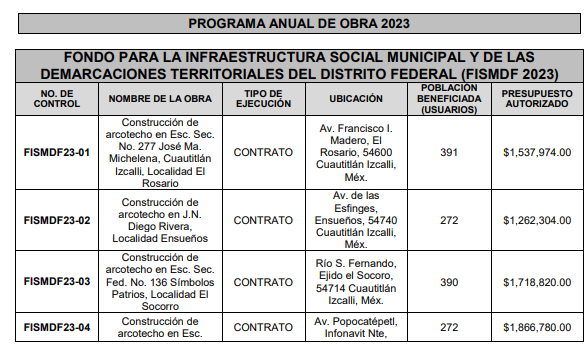 PROGRAMA ANUAL DE OBRA 2023
FONDO PARA LA INFRAESTRUCTURA SOCIAL MUNICIPAL Y DE LAS
DEMARCACIONES TERRITORIALES DEL DISTRITO FEDERAL (FISMDF 2023)
NO. DE
CONTROL
NOMBRE DE LA OBRA
TIPO DE
EJECUCIÓN
UBICACIÓN
POBLACIÓN
BENEFICIADA
(USUARIOS)
PRESUPUESTO
AUTORIZADO
FISMDF23-01
Construcción de
arcotecho en Esc. Sec.
No. 277 José Ma.
Michelena, Cuautitlán
Izcalli, Localidad El
Rosario
CONTRATO
Av. Francisco I.
Madero, El
Rosario, 54600
Cuautitlán Izcalli,
Méx.
391
$1,537,974.00
FISMDF23-02
Construcción de
arcotecho en J.N.
Diego Rivera,
Localidad Ensueños
CONTRATO
Av. de las
Esfinges,
Ensueños, 54740
Cuautitlán Izcalli,
Méx.
272
$1,262,304.00
FISMDF23-03
Construcción de
arcotecho en Esc. Sec.
Fed. No. 136 Símbolos
Patrios, Localidad El
Socorro
CONTRATO
Río S. Fernando,
Ejido el Socoro,
54714 Cuautitlán
Izcalli, Méx.
390
$1,718,820.00
FISMDF23-04
Construcción de
arcotecho en Esc.
CONTRATO
Av. Popocatépetl,
Infonavit Nte,
272
$1,866,780.00